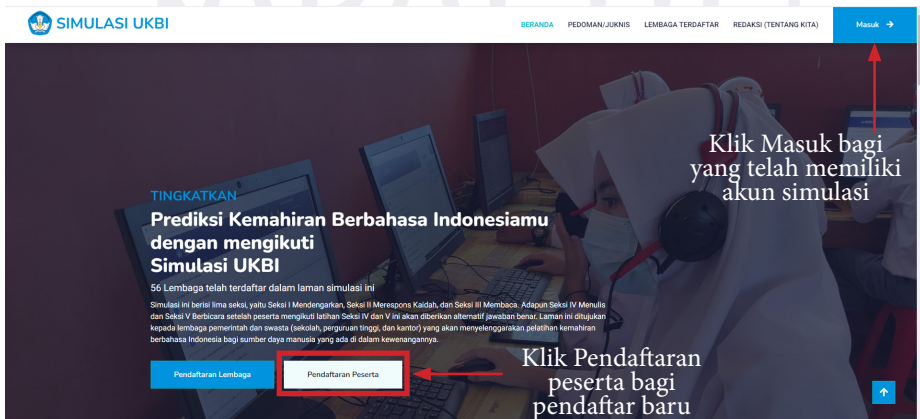 SIMULASI UKBI
BERANDA PEDOMAN/JUKNIS LEMBAGA TERDAFTAR REDAKSI (TENTANG KITA) Masuk →
Klik Masuk bagi
yang telah memiliki
akun simulasi
TINGKATKAN
Prediksi Kemahiran Berbahasa Indonesiamu
dengan mengikuti
Simulasi UKBI
56 Lembaga telah terdaftar dalam laman simulasi ini
Simulasi ini berisi lima seksi, yaitu Seksi I Mendengarkan, Seksi II Merespons Kaidah, dan Seksi III Membaca. Adapun Seksi IV Menulis
dan Seksi V Berbicara setelah peserta mengikuti latihan Seksi IV dan V ini akan diberikan alternatif jawaban benar. Laman ini ditujukan
kepada lembaga pemerintah dan swasta (sekolah, perguruan tinggi, dan kantor) yang akan menyelenggarakan pelatihan kemahiran
berbahasa Indonesia bagi sumber daya manusia yang ada di dalam kewenangannya.
Pendaftaran Lembaga Pendaftaran Peserta
Klik Pendaftaran
peserta bagi
pendaftar baru